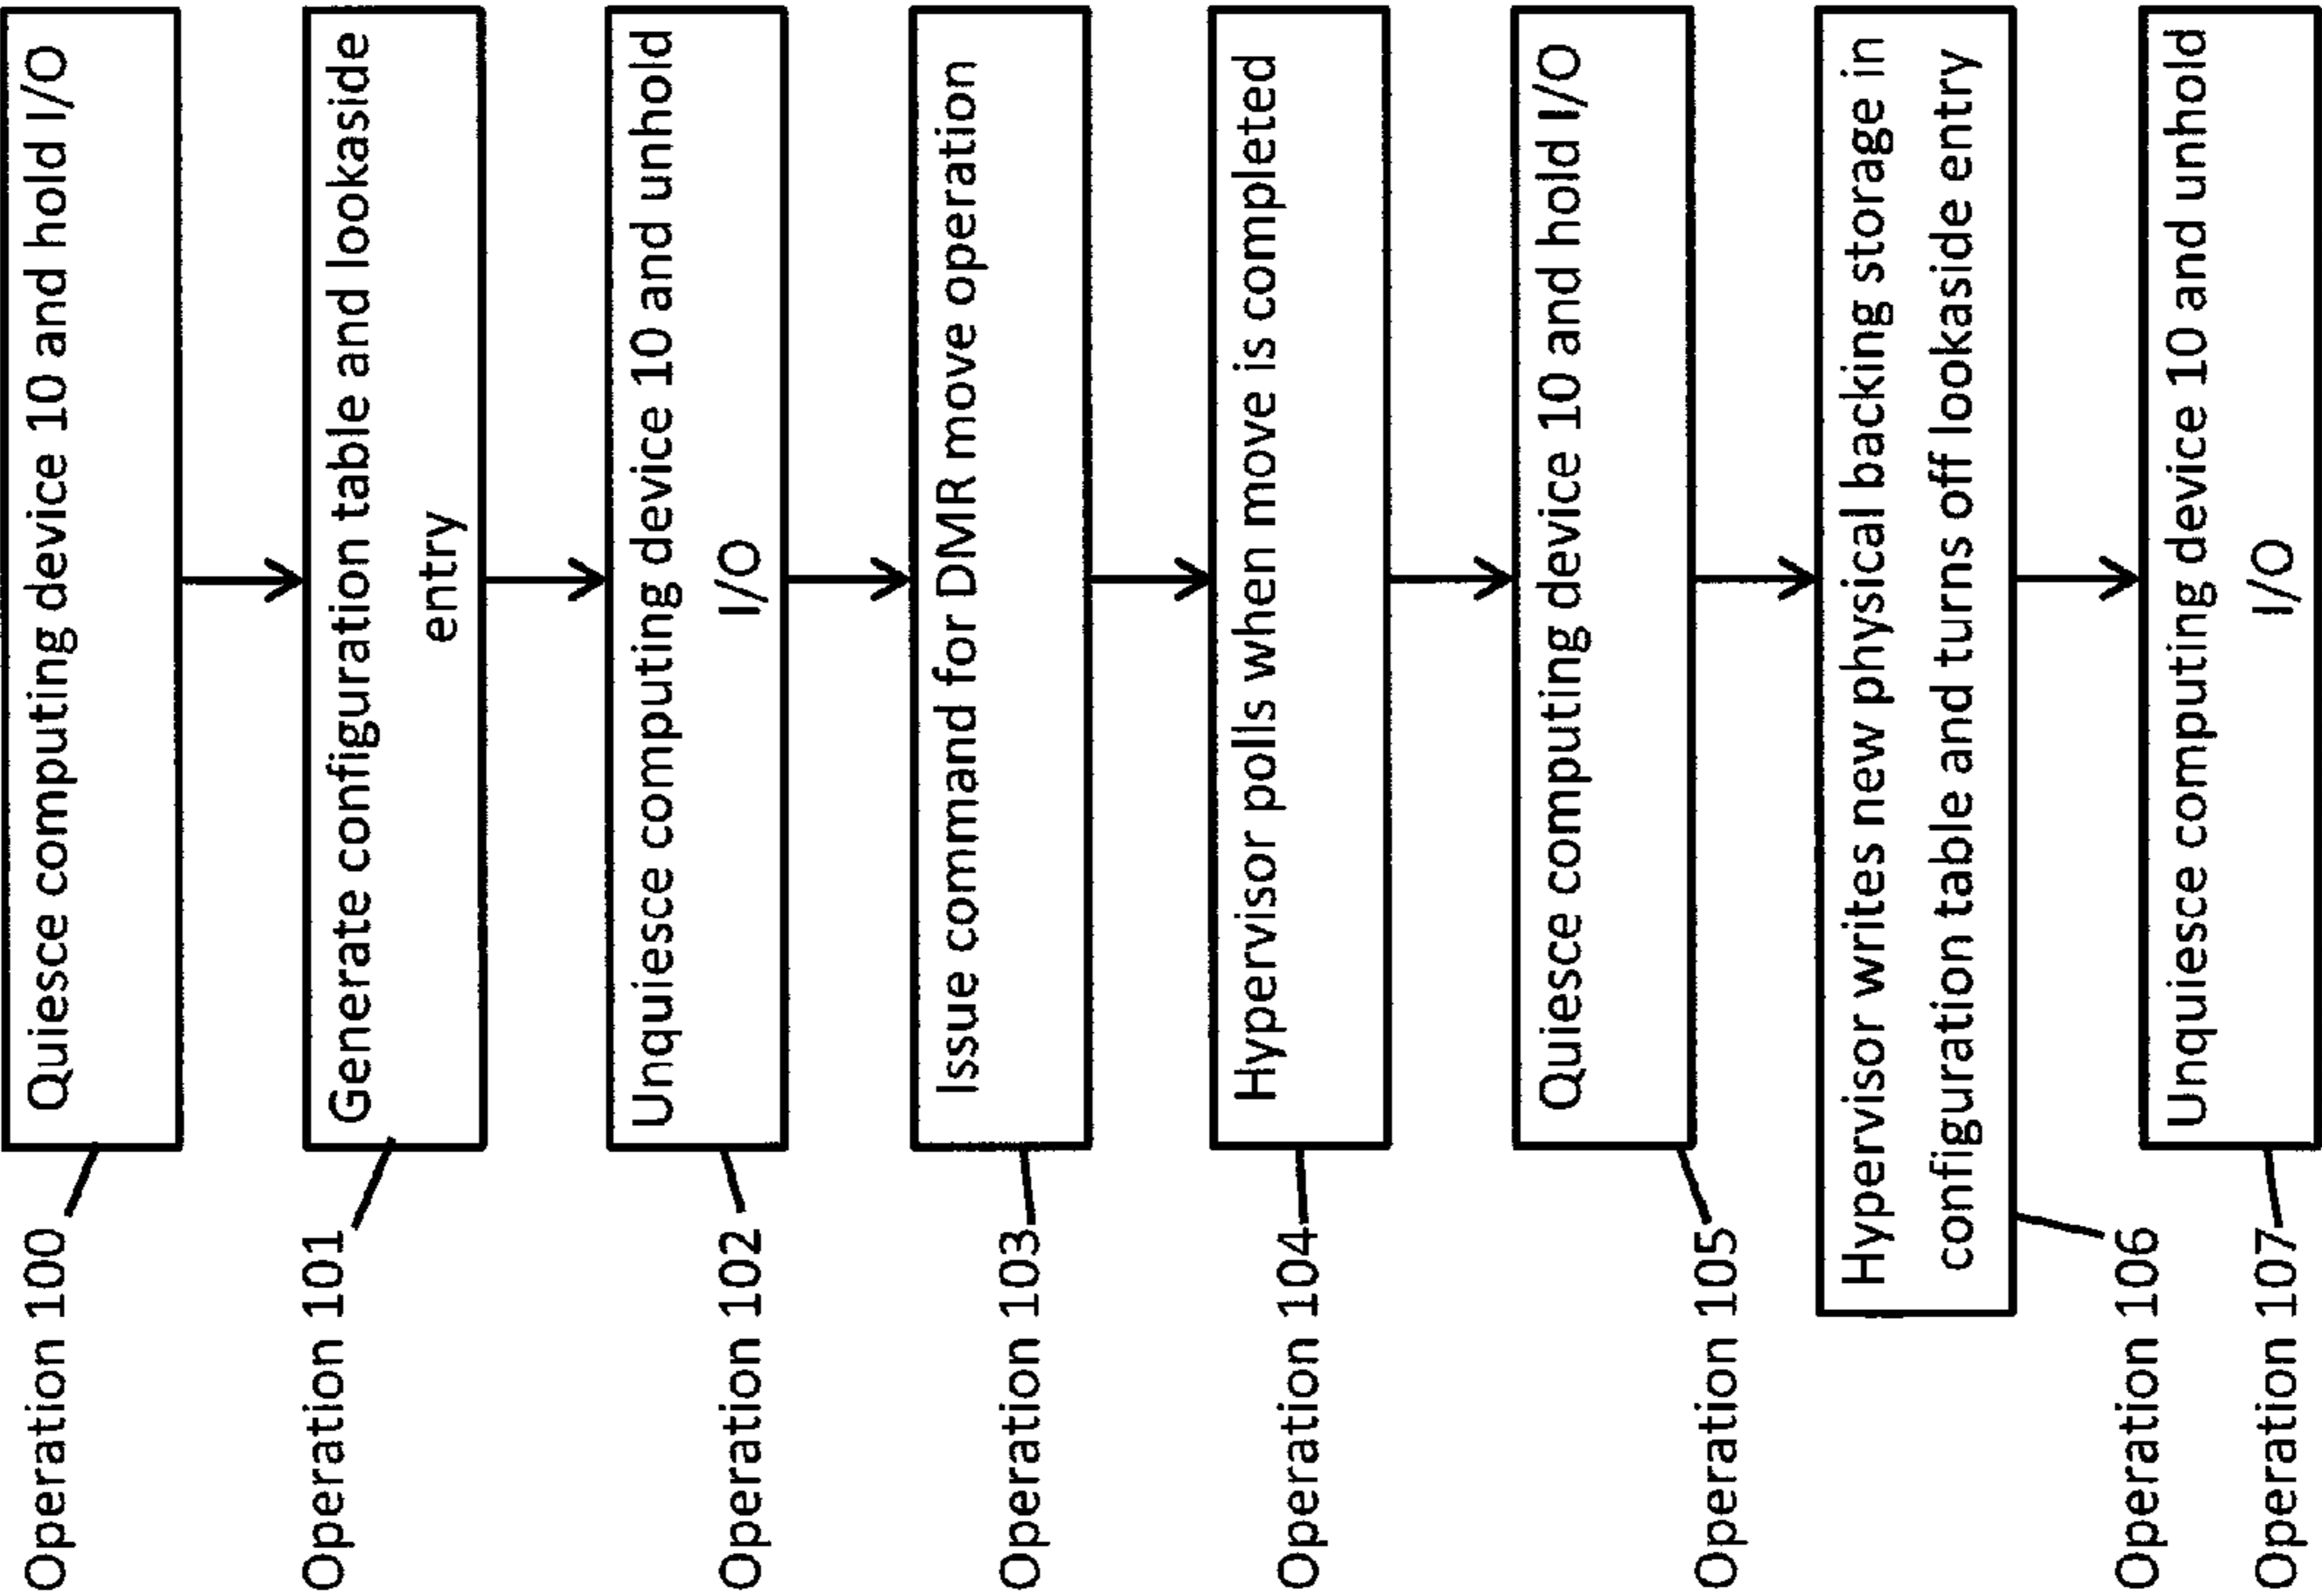 Operation 100
Quiesce computing device 10 and hold I/O
Operation 101
Generate configuration table and lookaside
entry
Operation 102
Unquiesce computing device 10 and unhold
I/O
Operation 103
Issue command for DMR move operation
Operation 104
Hypervisor polls when move is completed
Operation 105
Quiesce computing device 10 and hold I/O
Operation 106
Hypervisor writes new physical backing storage in
configuration table and turns off lookaside entry
Operation 107
Unquiesce computing device 10 and unhold
I/O